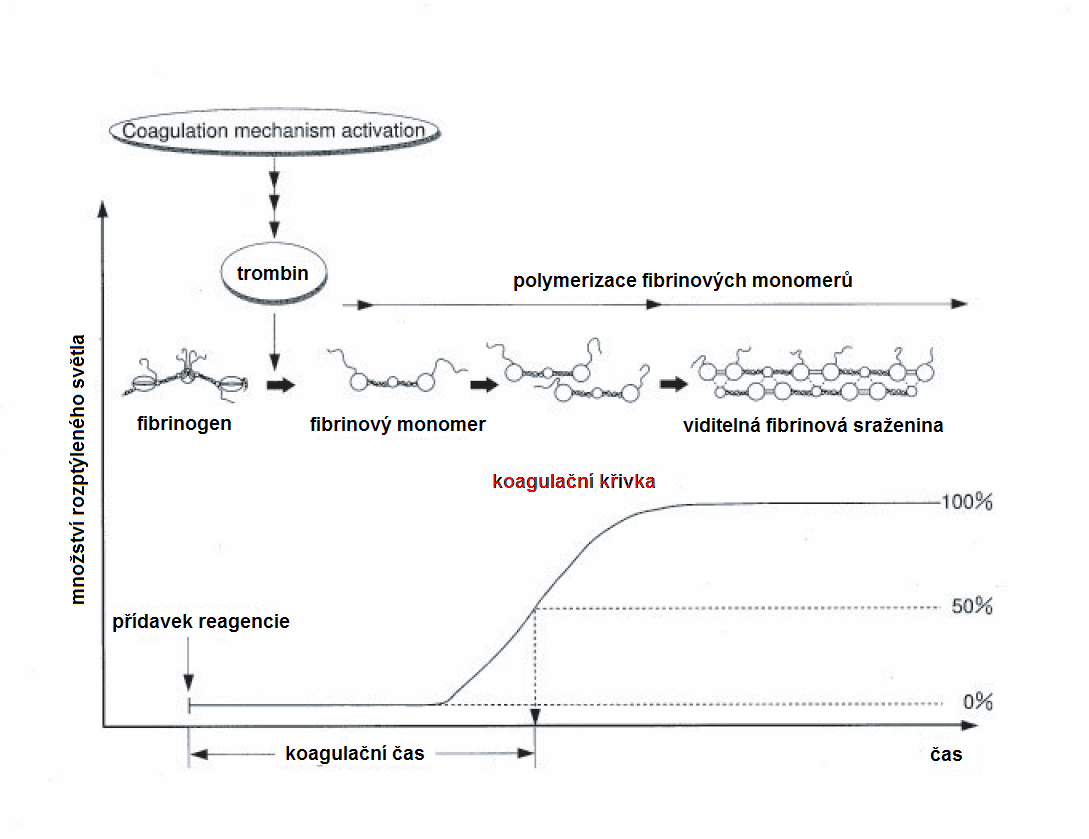 Coagulation mechanism activation
trombin
polymerizace fibrinových monomerů
množství rozptýleného světla
fibrinogen
fibrinový monomer
viditelná fibrinová sraženina
koagulační křivka
100%
50%
přídavek reagencie
0%
koagulační čas
čas